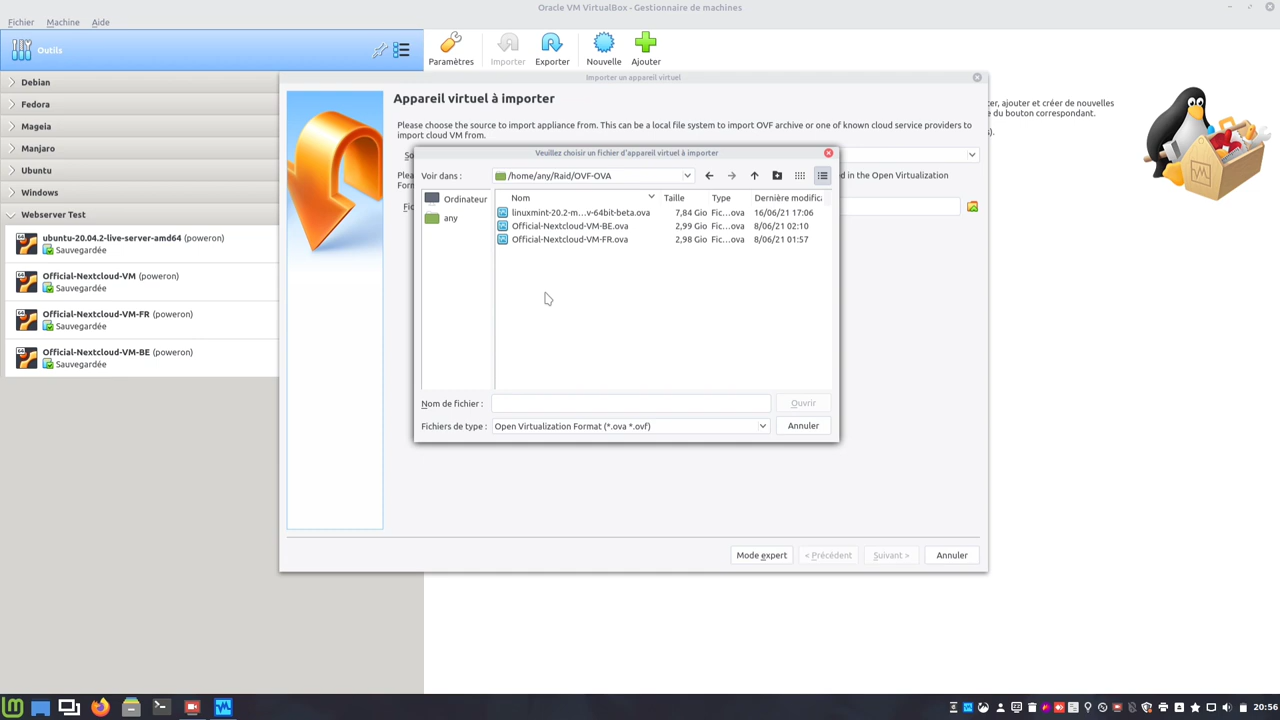 Oracle VM VirtualBox - Gestionnaire de machines
Fichier Machine Aide
Outils
Paramètres Importer Exporter Nouvelle Ajouter
Debian
Fedora
Mageia
Manjaro
Ubuntu
Windows
Webserver Test
ubuntu-20.04.2-live-server-amd64 (poweron)
Sauvegardée
Official-Nextcloud-VM (poweron)
Sauvegardée
Official-Nextcloud-VM-FR (poweron)
Sauvegardée
Official-Nextcloud-VM-BE (poweron)
Sauvegardée
Importer un appareil virtuel
Appareil virtuel à importer
Please choose the source to import appliance from. This can be a local file system to import OVF archive or one of known cloud service providers to
import cloud VM from.
ter, ajouter et créer de nouvelles
e du bouton correspondant.
Plea
d in the Open Virtualization
Forn
Veuillez choisir un fichier d'appareil virtuel à importer
Voir dans : /home/any/Raid/OVF-OVA
Ordinateur
any
Nom Taille Type Dernière modifica
linuxmint-20.2-m...v-64bit-beta.ova 7,84 Gio Fic...ova 16/06/21 17:06
Official-Nextcloud-VM-BE.ova 2,99 Gio Fic...ova 8/06/21 02:10
Official-Nextcloud-VM-FR.ova 2,98 Gio Fic...ova 8/06/21 01:57
Nom de fichier : Ouvrir
Fichiers de type : Open Virtualization Format (*.ova *.ovf) Annuler
Mode expert < Précédent Suivant > Annuler
20:56